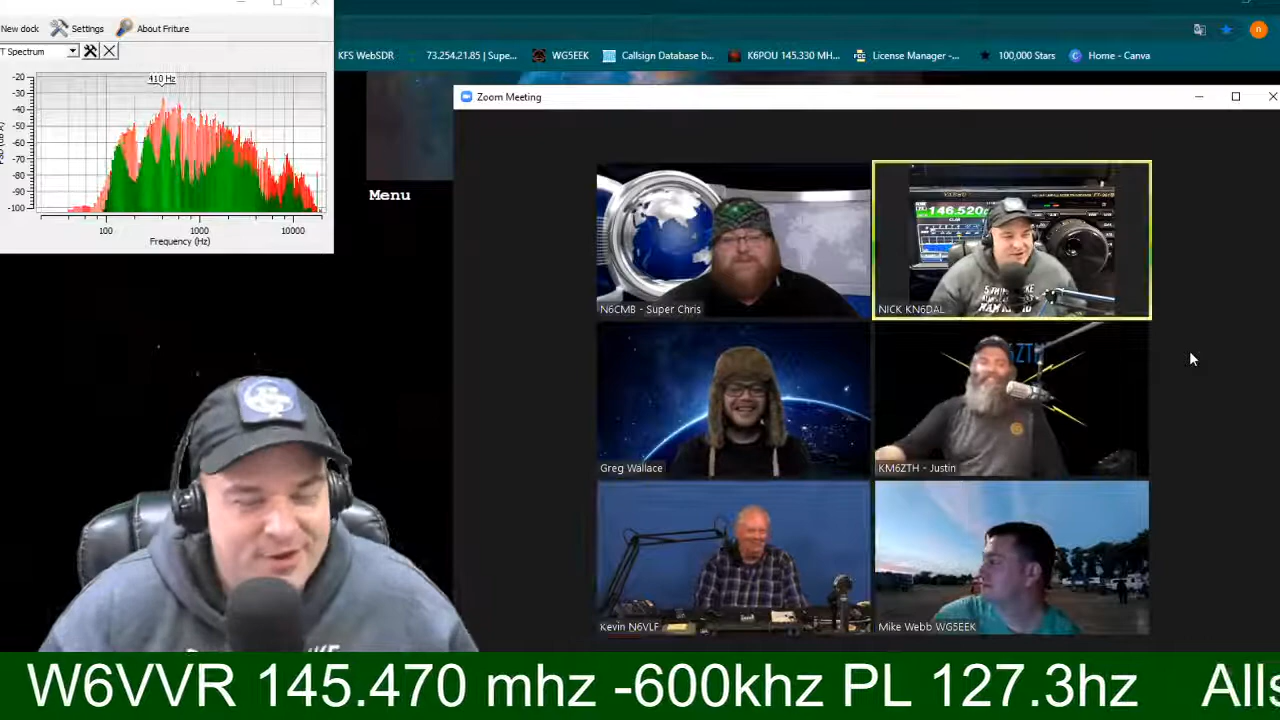 New dock Settings About Friture
T Spectrum
410 Hz
-20
-30
-40
-50
-60
-70
-80
-90
-100
100 1000 10000
Frequency (Hz)
KFS WebSDR 73.254.21.85 | Supe... WG5EEK Callsign Database b... K6POU 145.330 MH... License Manager -... 100,000 Stars Home - Canva
Zoom Meeting
Menu
146.520
N6CMB - Super Chris
NICK KN6DAL
6ZTH
Greg Wallace
KM6ZTH - Justin
Kevin N6VLF
Mike Webb WG5EEK
W6VVR 145.470 mhz -600khz PL 127.3hz Alls